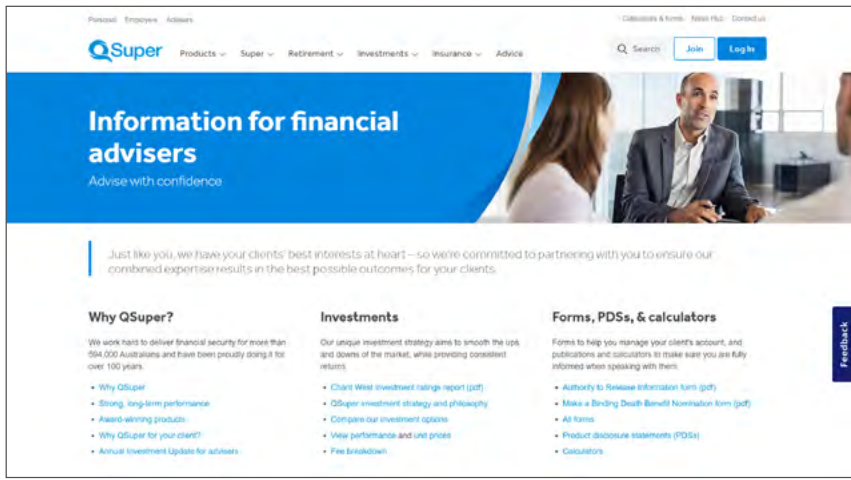 Personal Employers Advisers
Calculators & forms News Hub Contact us
QSuper Products Super Retirement Investments Insurance Advice Search Join Log In
Information for financial
advisers
Advise with confidence
Just like you, we have your clients' best interests at heart—so we're committed to partnering with you to ensure our
combined expertise results in the best possible outcomes for your clients.
Why QSuper?
We work hard to deliver financial security for more than
594,000 Australians and have been proudly doing it for
over 100 years.
• Why QSuper
• Strong, long-term performance
• Award-winning products
• Why QSuper for your client?
• Annual Investment Update for advisers
Investments
Our unique investment strategy aims to smooth the ups
and downs of the market, while providing consistent
returns
• Chant West investment ratings report (pdf)
• QSuper investment strategy and philosophy
• Compare our investment options
• View performance and unit prices
• Fee breakdown
Forms, PDSs, & calculators
Forms to help you manage your client's account, and
publications and calculators to make sure you are fully
informed when speaking with them.
• Authority to Release Information form (pdf)
• Make a Binding Death Benefit Nomination form (pdf)
• All forms
• Product disclosure statements (PDSs)
• Calculators
Feedback